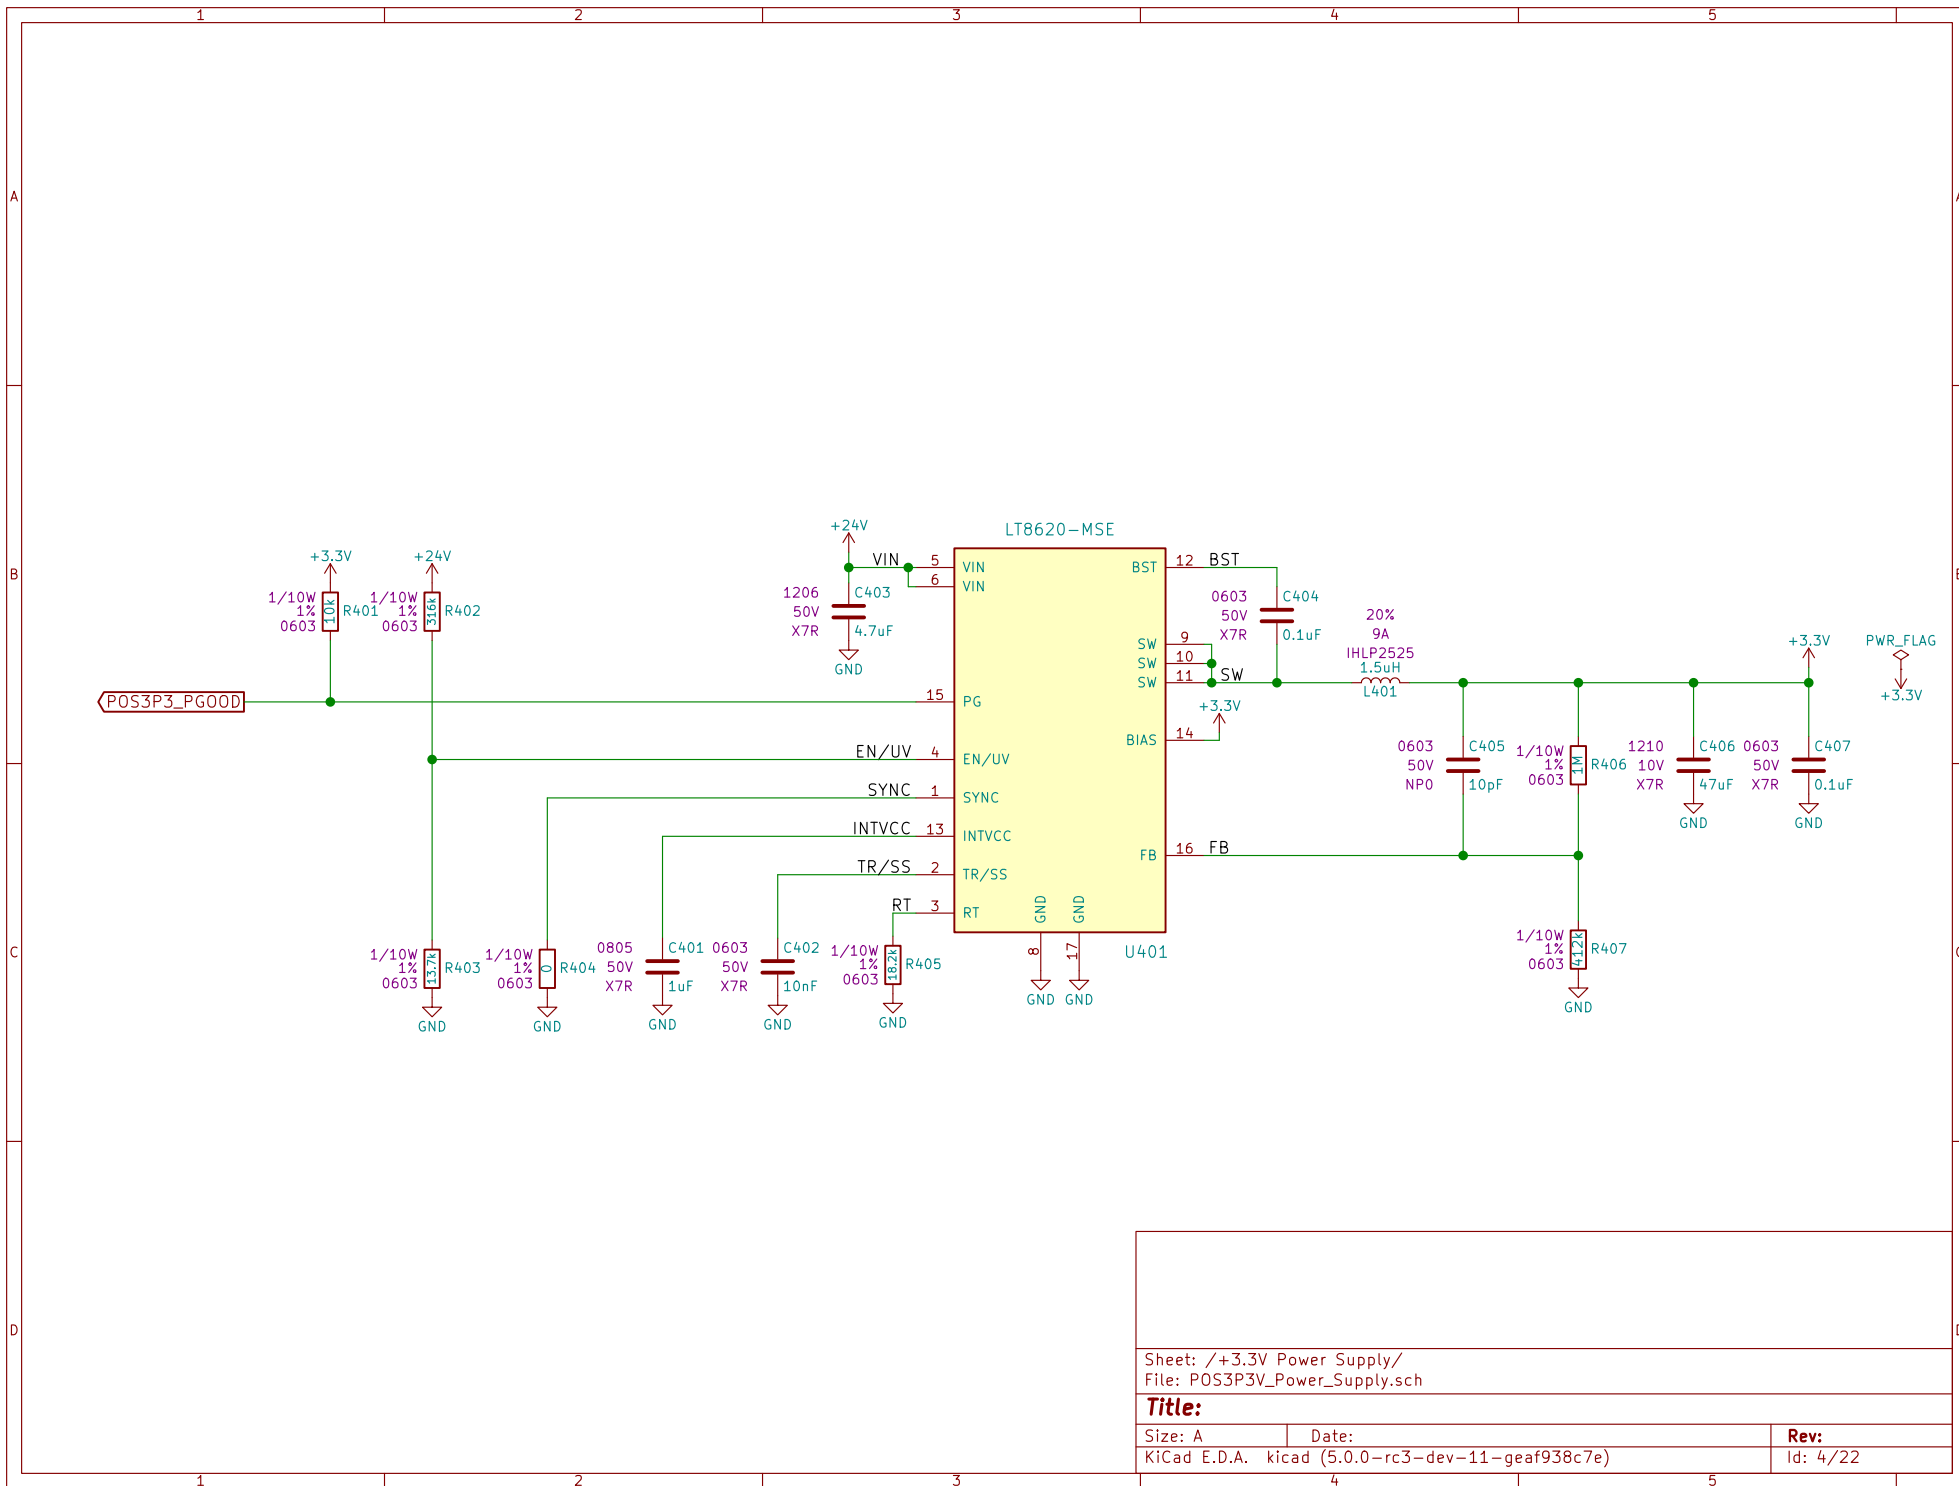 1 2 3 4 5
A
B
C
D
LT8620-MSE
+24V
VIN
5 VIN
6 VIN
1206
50V
X7R
C403
4.7uF
GND
+3.3V
1/10W
1%
0603
10k
R401
+24V
1/10W
1%
0603
316k
R402
POS3P3_PGOOD
15 PG
EN/UV 4 EN/UV
SYNC 1 SYNC
INTVCC 13 INTVCC
TR/SS 2 TR/SS
RT 3 RT
1/10W
1%
0603
13.7k
R403
GND
1/10W
1%
0603
0
R404
GND
0805
50V
X7R
C401
1uF
GND
0603
50V
X7R
C402
10nF
GND
1/10W
1%
0603
18.2k
R405
GND
GND
8
GND
GND
17
GND
U401
BST 12 BST
0603
50V
X7R
C404
0.1uF
SW 9
SW 10
SW 11 SW
20%
9A
IHLP2525
1.5uH
L401
+3.3V
BIAS 14
FB 16 FB
0603
50V
NP0
C405
10pF
1/10W
1%
0603
1M
R406
1210
10V
X7R
C406
47uF
GND
0603
50V
X7R
C407
0.1uF
GND
+3.3V
PWR_FLAG
+3.3V
1/10W
1%
0603
412k
R407
GND
Sheet: /+3.3V Power Supply/
File: POS3P3V_Power_Supply.sch
Title:
Size: A Date: Rev:
KiCad E.D.A. kicad (5.0.0-rc3-dev-11-geaf938c7e) Id: 4/22
1 2 3 4 5